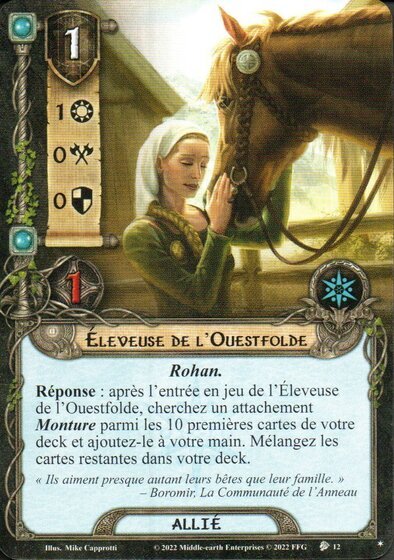 1
1
0
0
1
Éleveuse de l'Ouestfolde
Rohan.
Réponse : après l'entrée en jeu de l'Éleveuse
de l'Ouestfolde, cherchez un attachement
Monture parmi les 10 premières cartes de votre
deck et ajoutez-le à votre main. Mélangez les
cartes restantes dans votre deck.
« Ils aiment presque autant leurs bêtes que leur famille. »
– Boromir, La Communauté de l'Anneau
Allié
Illus. Mike Capprotti © 2022 Middle-earth Enterprises © 2022 FFG 12